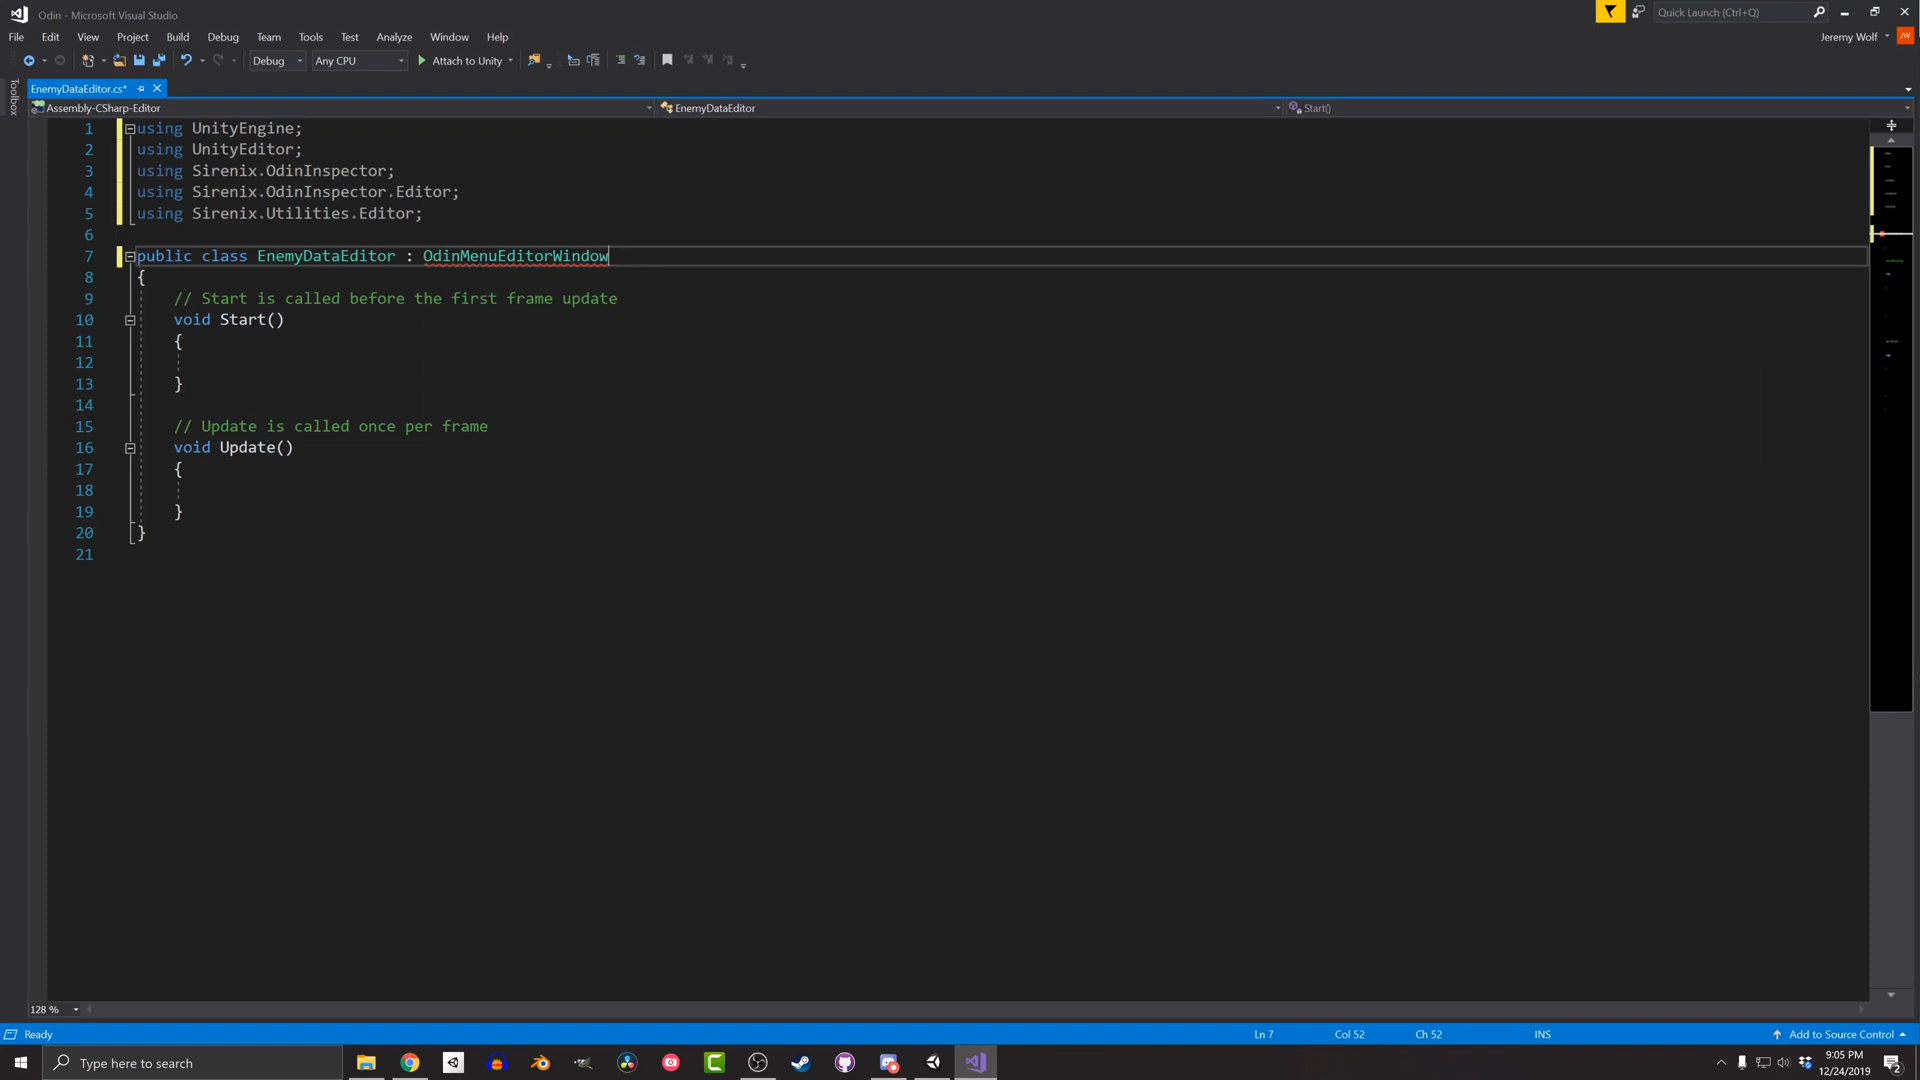 Odin - Microsoft Visual Studio
Quick Launch (Ctrl+Q)
File Edit View Project Build Debug Team Tools Test Analyze Window Help
Jeremy Wolf JW
Debug Any CPU Attach to Unity
Toolbox
EnemyDataEditor.cs*
Assembly-CSharp-Editor EnemyDataEditor Start()
1 using UnityEngine;
2 using UnityEditor;
3 using Sirenix.OdinInspector;
4 using Sirenix.OdinInspector.Editor;
5 using Sirenix.Utilities.Editor;
6
7 public class EnemyDataEditor : OdinMenuEditorWindow
8 {
9 // Start is called before the first frame update
10 void Start()
11 {
12
13 }
14
15 // Update is called once per frame
16 void Update()
17 {
18
19 }
20 }
21
128 %
Ready Ln 7 Col 52 Ch 52 INS Add to Source Control
Type here to search
9:05 PM
12/24/2019
2